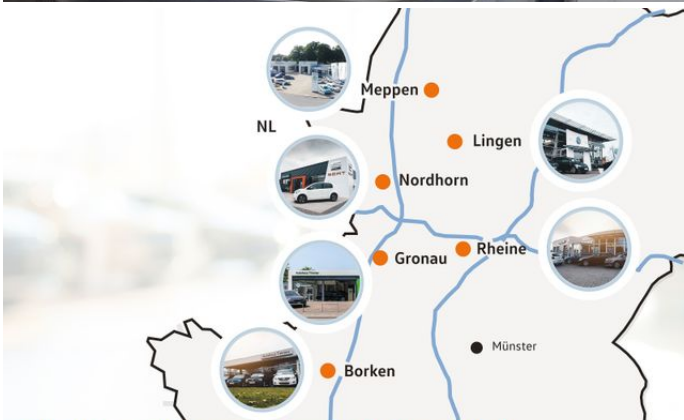 Meppen
NL
Lingen
Nordhorn
Gronau
Rheine
Münster
Borken